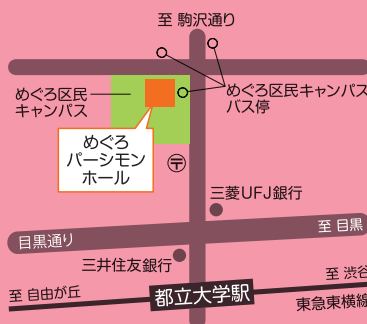 至 駒沢通り
めぐろ区民
キャンパス
めぐろ区民キャンパス
バス停
めぐろ
パーシモン
ホール
〒
三菱UFJ銀行
目黒通り
至 目黒
三井住友銀行
至 渋谷
至 自由が丘
都立大学駅
東急東横線